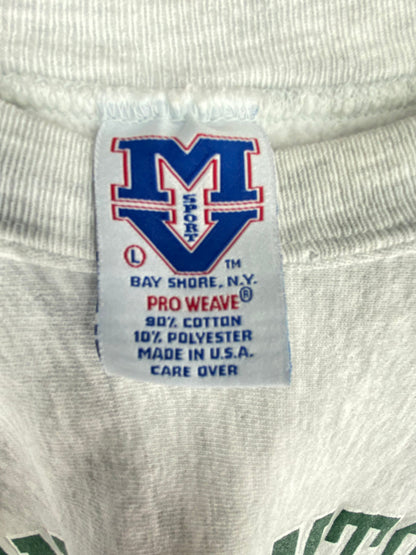 MV
SPORT
L
TM
BAY SHORE, N.Y.
PRO WEAVE®
90% COTTON
10% POLYESTER
MADE IN U.S.A.
CARE OVER